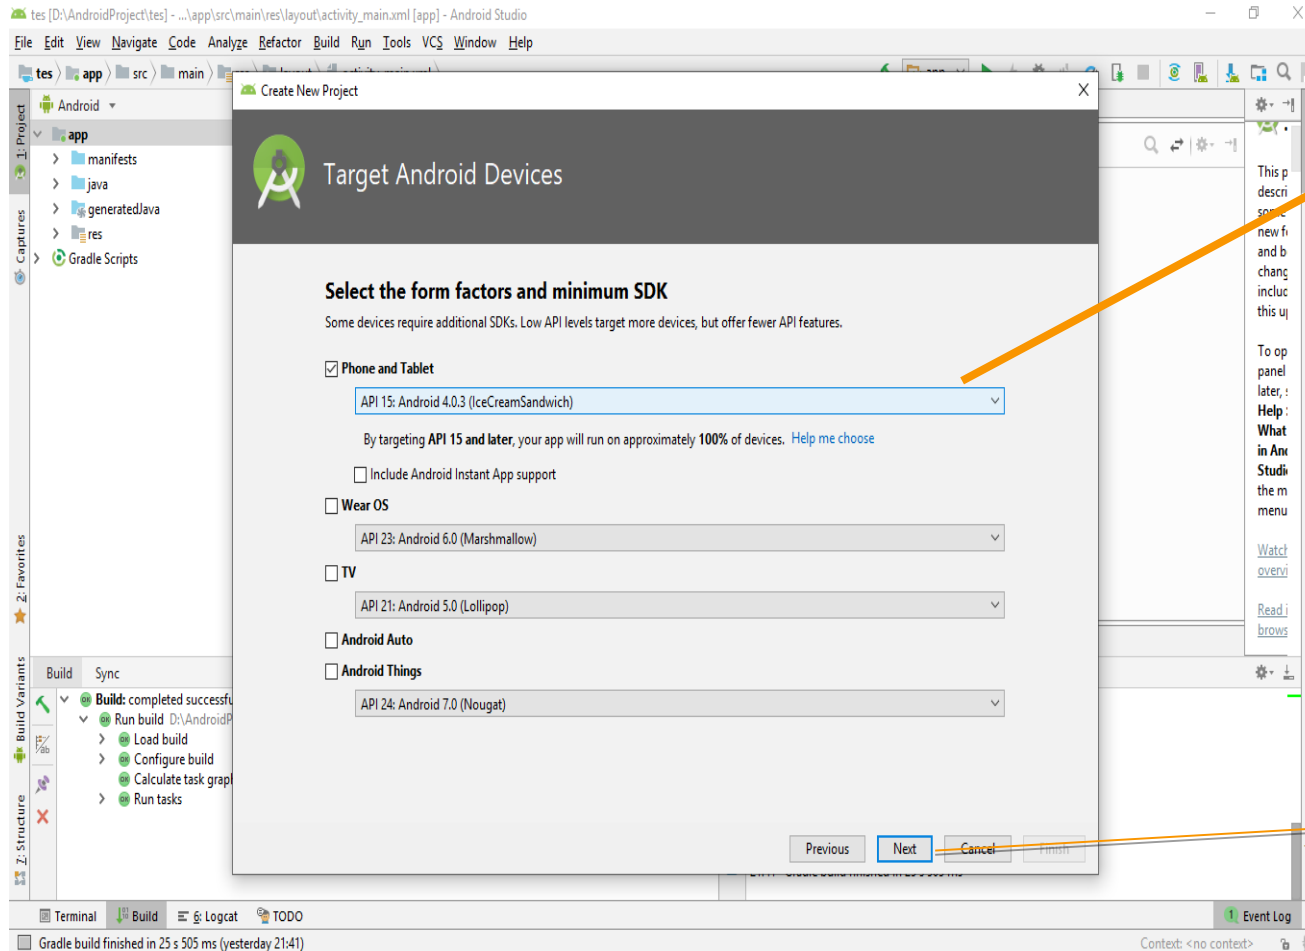 tes [D:\AndroidProject\tes] - ...\app\src\main\res\layout\activity_main.xml [app] - Android Studio
File Edit View Navigate Code Analyze Refactor Build Run Tools VCS Window Help
tes app src main
Android
1: Project
Captures
2: Favorites
Build Variants
Z: Structure
app
manifests
java
generatedJava
res
Gradle Scripts
Create New Project
X
Target Android Devices
Select the form factors and minimum SDK
Some devices require additional SDKs. Low API levels target more devices, but offer fewer API features.
Phone and Tablet
API 15: Android 4.0.3 (IceCreamSandwich)
By targeting API 15 and later, your app will run on approximately 100% of devices. Help me choose
Include Android Instant App support
Wear OS
API 23: Android 6.0 (Marshmallow)
TV
API 21: Android 5.0 (Lollipop)
Android Auto
Android Things
API 24: Android 7.0 (Nougat)
Previous Next Cancel Finish
This p
descri
some
new f
and b
chang
includ
this u
To op
panel
later,
Help
What
in And
Studi
the m
menu
Watch
overvi
Read i
brows
Build Sync
Build: completed successfu
Run build D:\AndroidP
Load build
Configure build
Calculate task grap
Run tasks
Terminal Build 6: Logcat TODO
1 Event Log
Gradle build finished in 25 s 505 ms (yesterday 21:41)
Context: <no context>